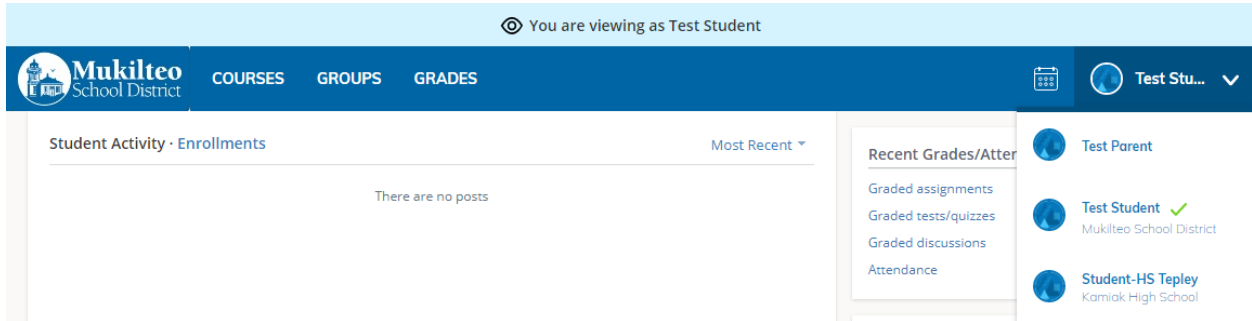 You are viewing as Test Student
Mukilteo
School District
COURSES GROUPS GRADES
Test Stu...
Student Activity · Enrollments
Most Recent
There are no posts
Recent Grades/Atter
Graded assignments
Graded tests/quizzes
Graded discussions
Attendance
Test Parent
Test Student
Mukilteo School District
Student-HS Tepley
Kamiak High School